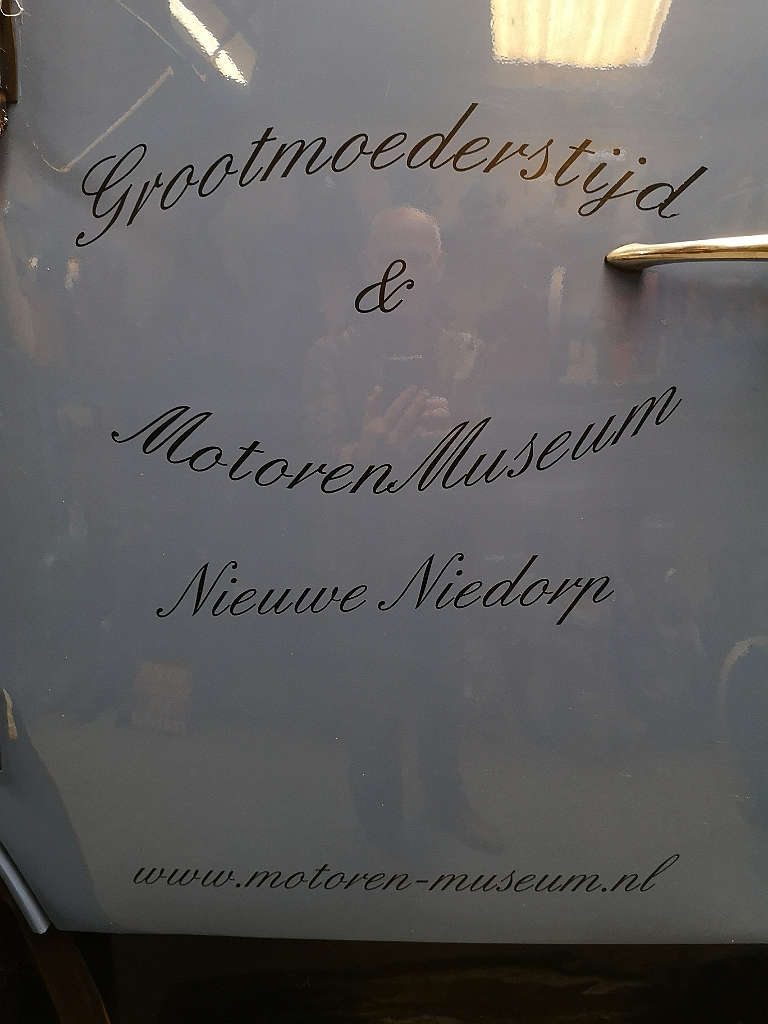 Grootmoederstijd
&
MotorenMuseum
Nieuwe Niedorp
www.motoren-museum.nl